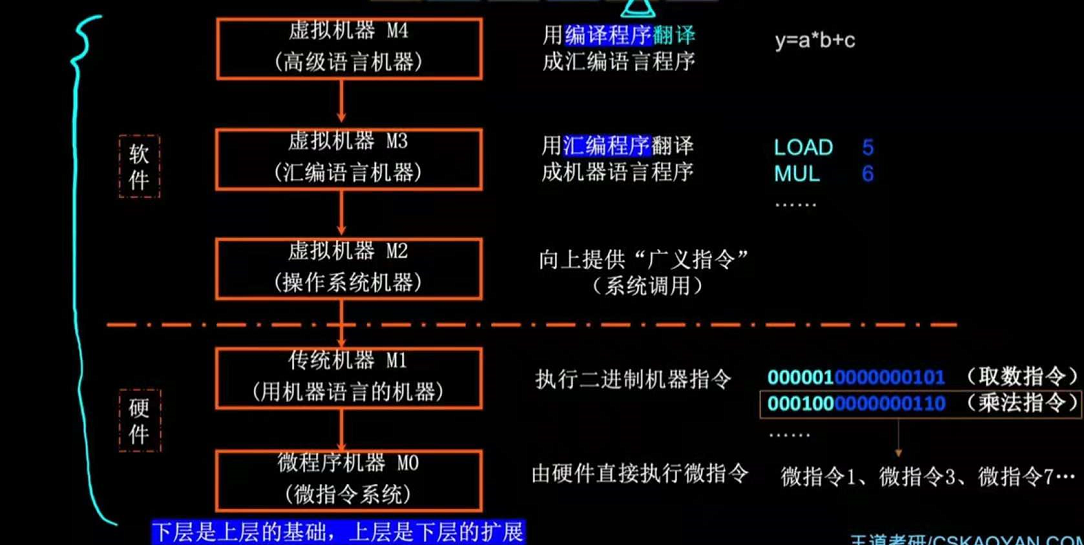 虚拟机器 M4
(高级语言机器)
用编译程序翻译
成汇编语言程序
y=a*b+c
软件
虚拟机器 M3
(汇编语言机器)
用汇编程序翻译
成机器语言程序
LOAD 5
MUL 6
……
虚拟机器 M2
(操作系统机器)
向上提供“广义指令”
（系统调用）
硬件
传统机器 M1
(用机器语言的机器)
执行二进制机器指令
0000010000000101 （取数指令）
0001000000000110 （乘法指令）
……
微程序机器 M0
(微指令系统)
由硬件直接执行微指令
微指令1、微指令3、微指令7…
下层是上层的基础，上层是下层的扩展
王道考研/CSKAOYAN.COM